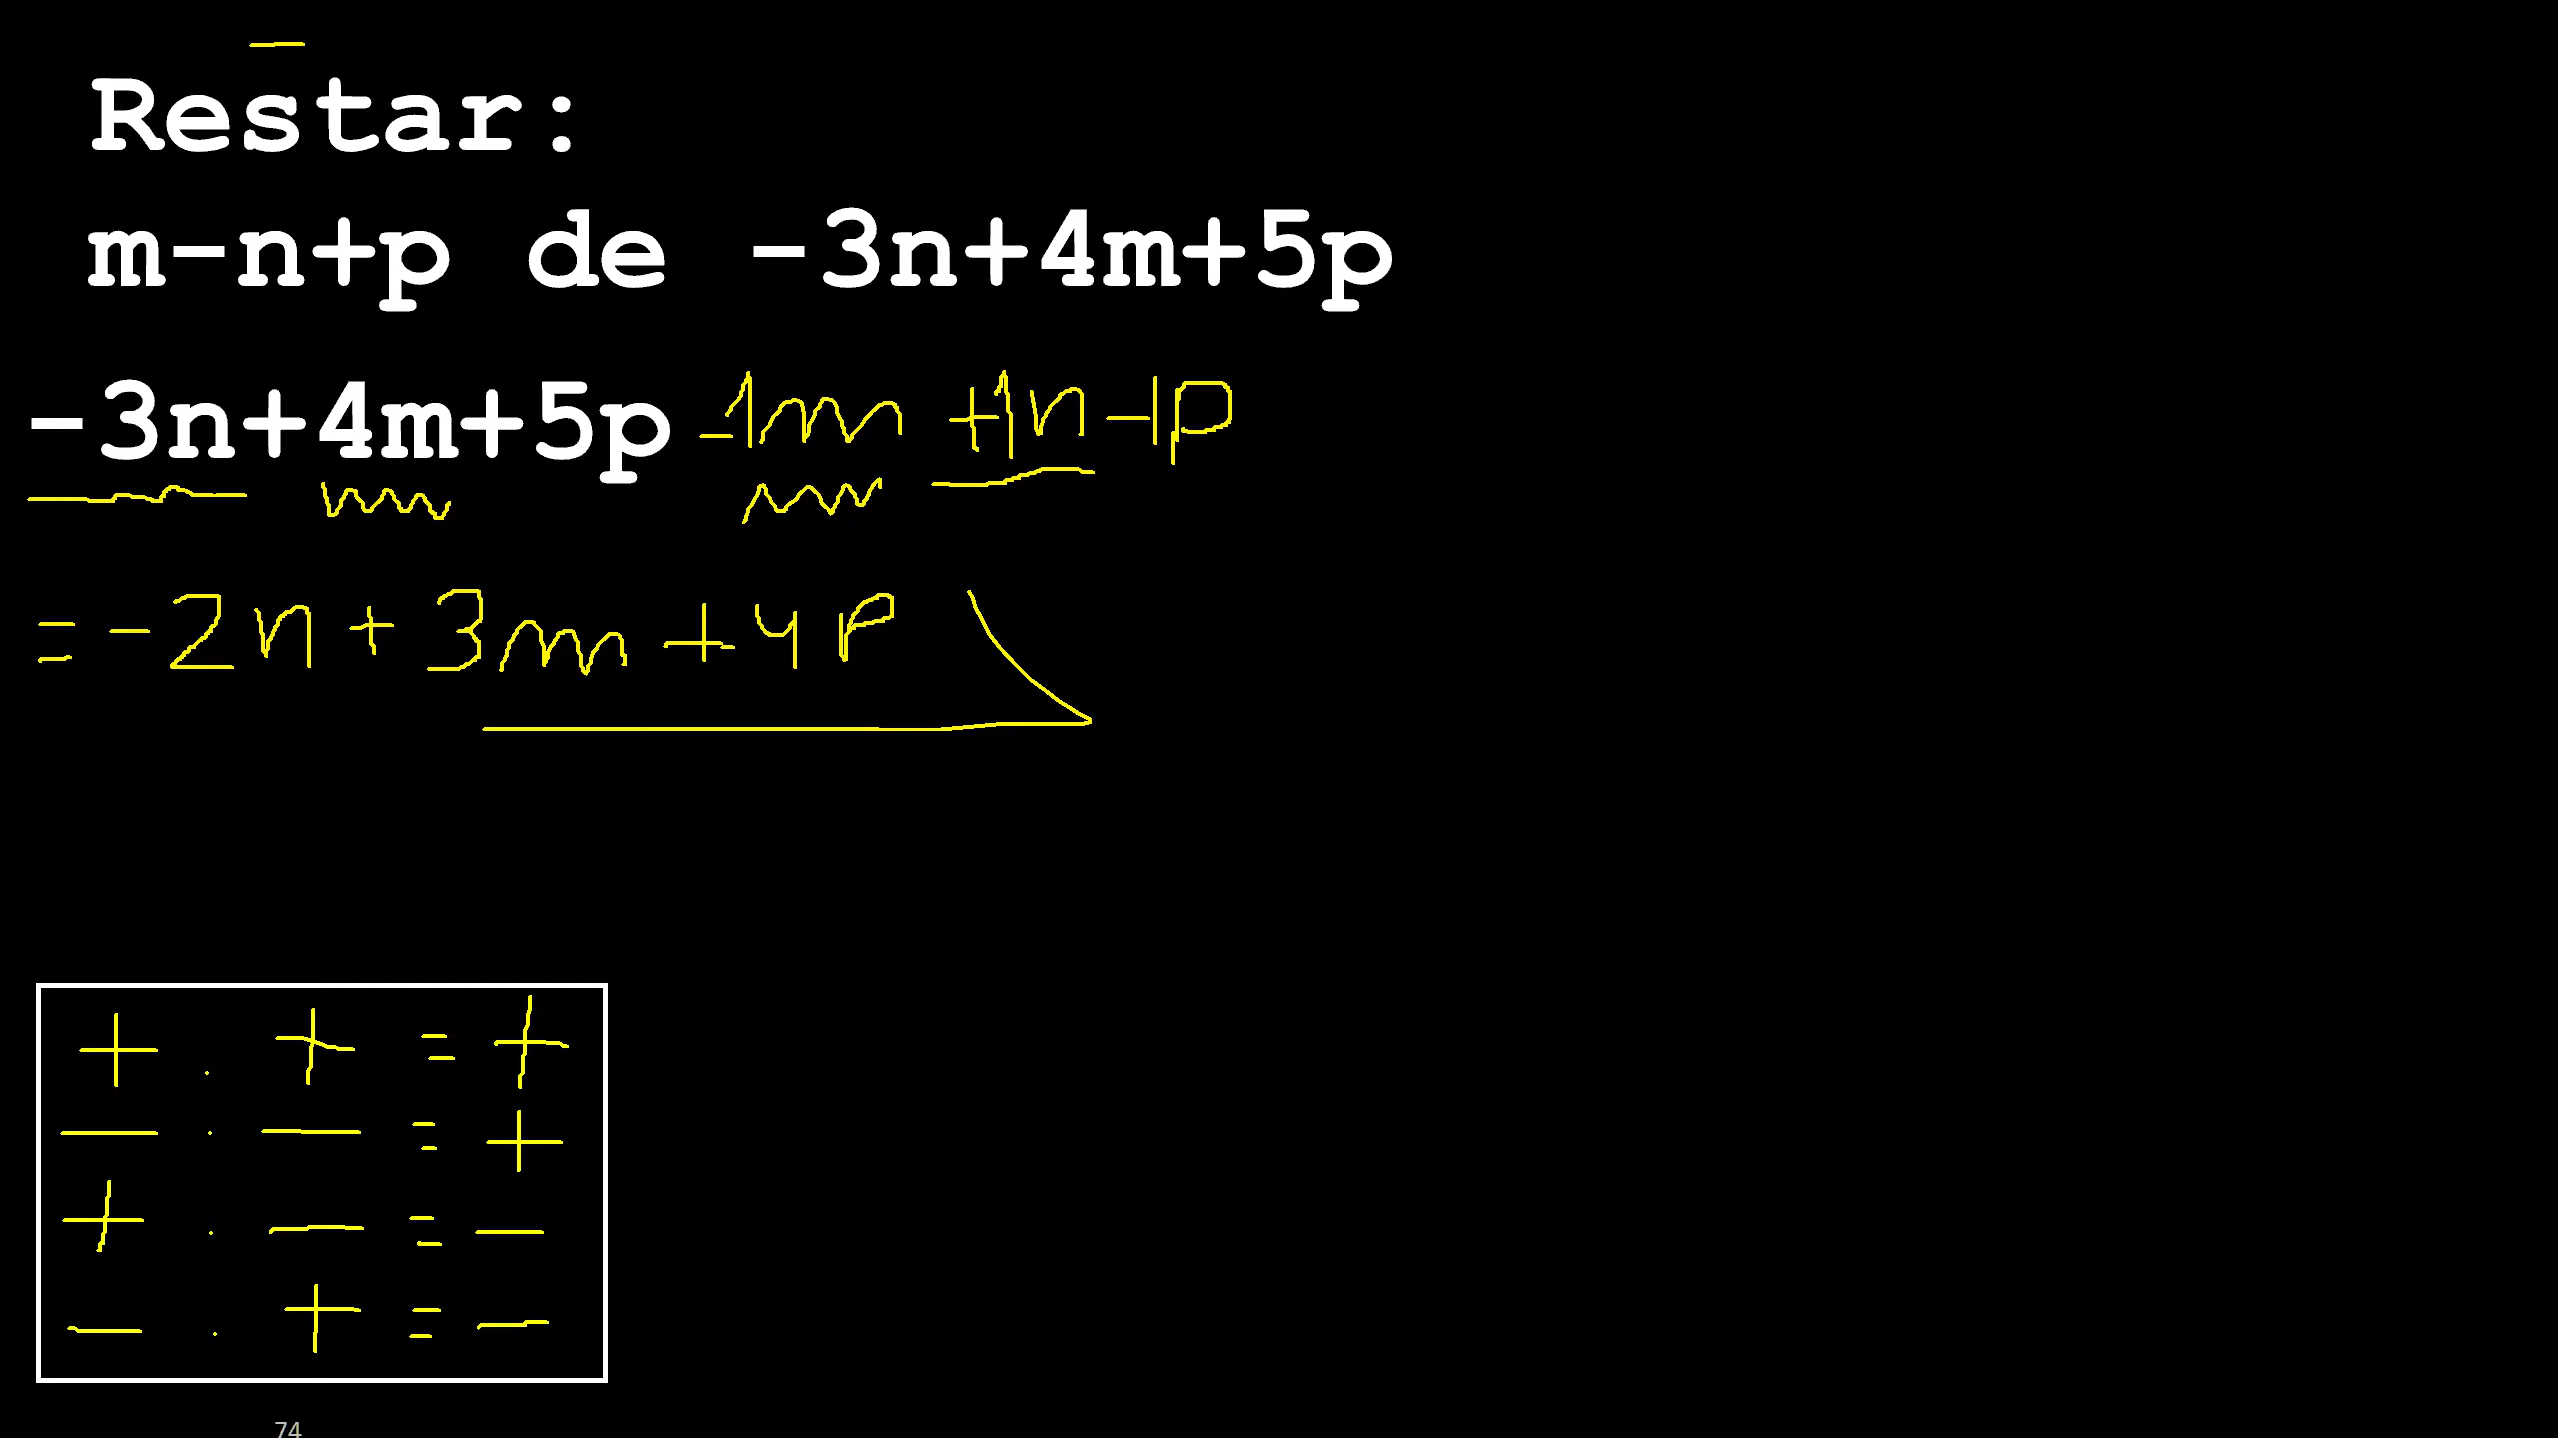 Restar:
m-n+p de -3n+4m+5p
-3n+4m+5p -1m +1n -1p
= -2n + 3m + 4p
+ . + = +
- . - = +
+ . - = -
- . + = -
74